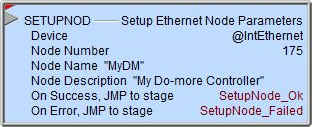 SETUPNOD Setup Ethernet Node Parameters
Device @IntEthernet
Node Number 175
Node Name "MyDM"
Node Description "My Do-more Controller"
On Success, JMP to stage SetupNode_Ok
On Error, JMP to stage SetupNode_Failed